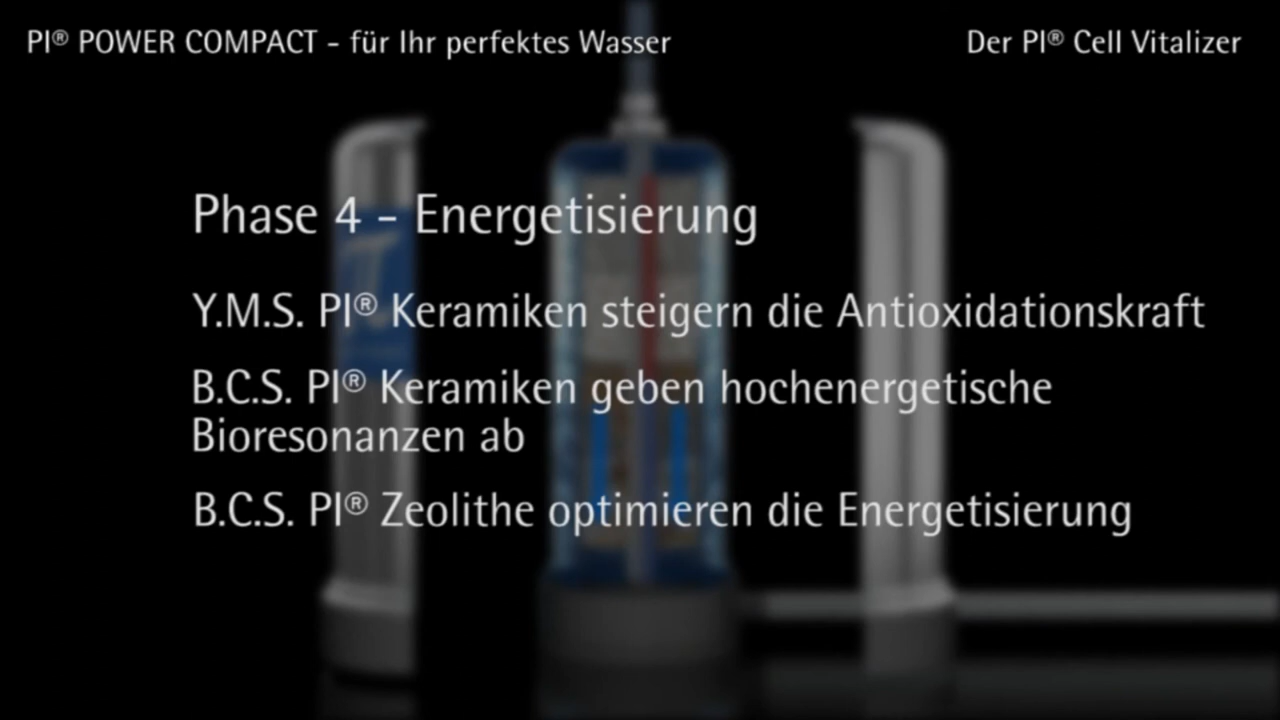 PI® POWER COMPACT - für Ihr perfektes Wasser
Der PI® Cell Vitalizer
Phase 4 - Energetisierung
Y.M.S. PI® Keramiken steigern die Antioxidationskraft
B.C.S. PI® Keramiken geben hochenergetische
Bioresonanzen ab
B.C.S. PI® Zeolithe optimieren die Energetisierung